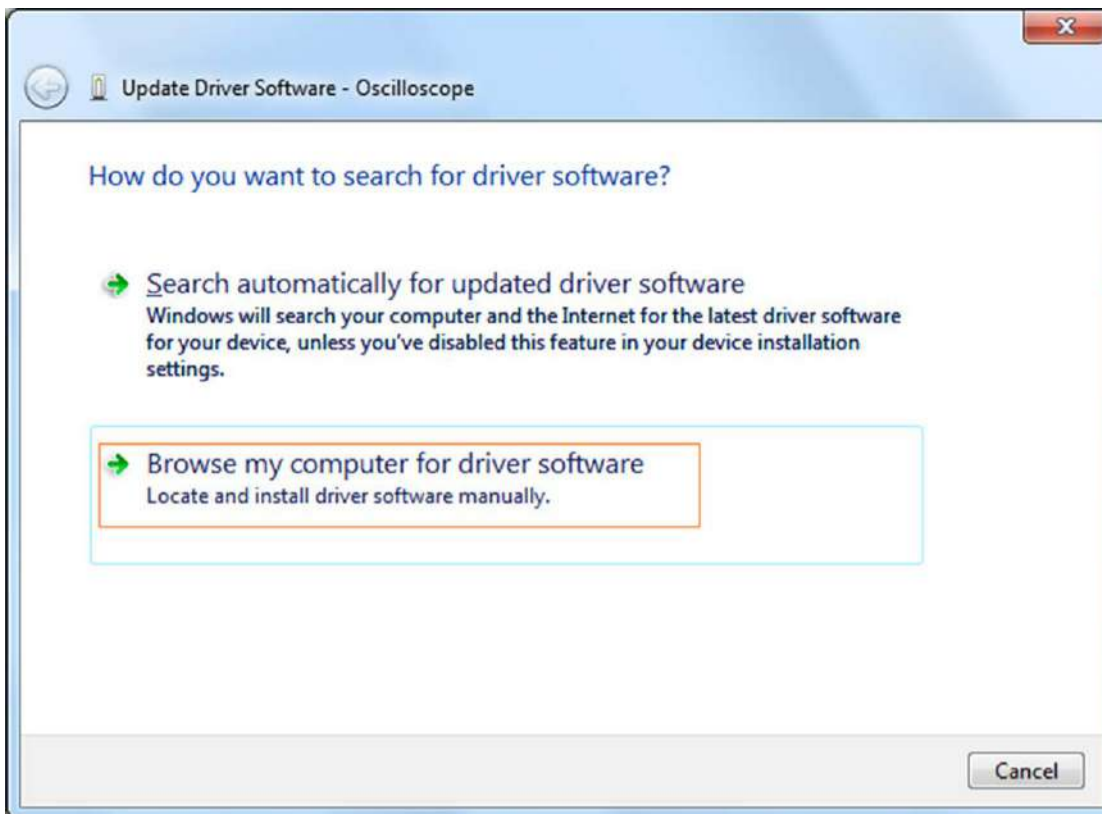 Update Driver Software - Oscilloscope
How do you want to search for driver software?
Search automatically for updated driver software
Windows will search your computer and the Internet for the latest driver software
for your device, unless you've disabled this feature in your device installation
settings.
Browse my computer for driver software
Locate and install driver software manually.
Cancel